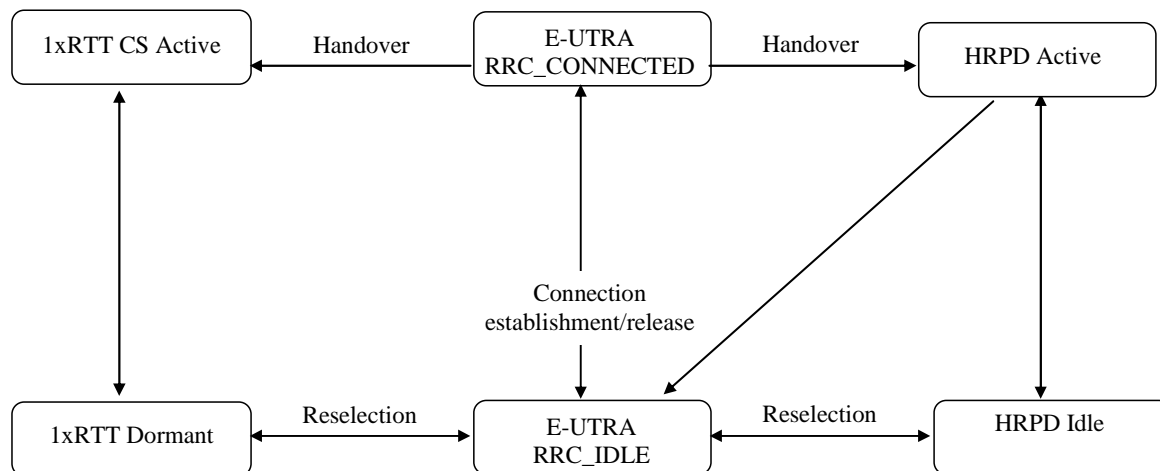 1xRTT CS Active
Handover
E-UTRA
RRC_CONNECTED
Handover
HRPD Active
Connection
establishment/release
1xRTT Dormant
Reselection
E-UTRA
RRC_IDLE
Reselection
HRPD Idle